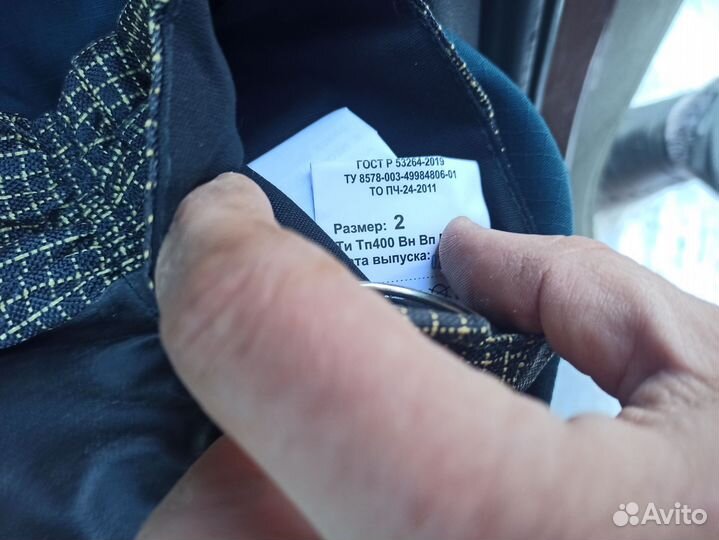 ГОСТ Р 53264-2019
ТУ 8578-003-49984806-01
ТО ПЧ-24-2011
Размер: 2
Ти Тп400 Вн Вп
выпуска:
Avito